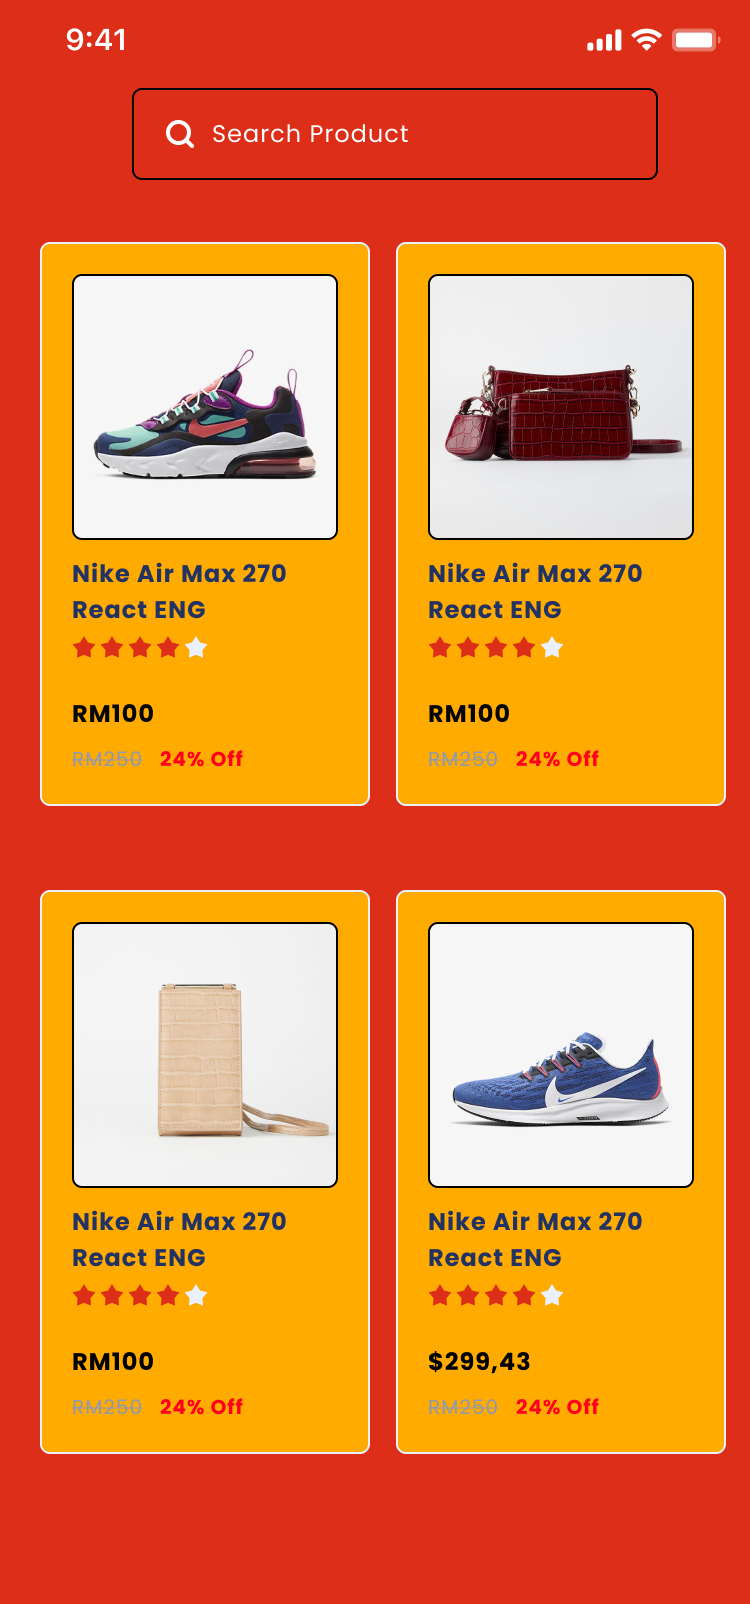 9:41
Search Product
Nike Air Max 270
React ENG
RM100
RM250 24% Off
Nike Air Max 270
React ENG
RM100
RM250 24% Off
Nike Air Max 270
React ENG
RM100
RM250 24% Off
Nike Air Max 270
React ENG
$299,43
RM250 24% Off